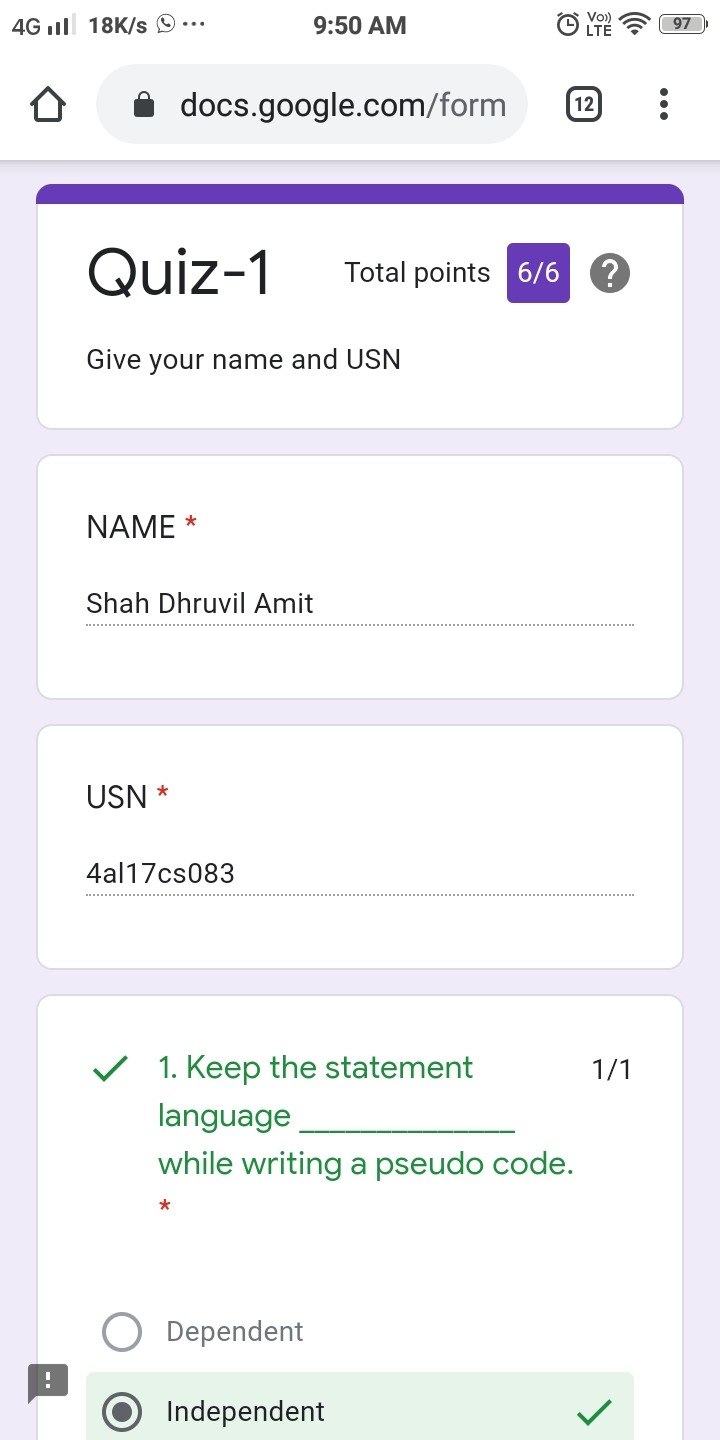 4G 18K/s ... 9:50 AM Vo)) LTE 97
docs.google.com/form 12
Quiz-1 Total points 6/6 ?
Give your name and USN
NAME *
Shah Dhruvil Amit
USN *
4al17cs083
1. Keep the statement 1/1
language ______________
while writing a pseudo code.
*
Dependent
!
Independent